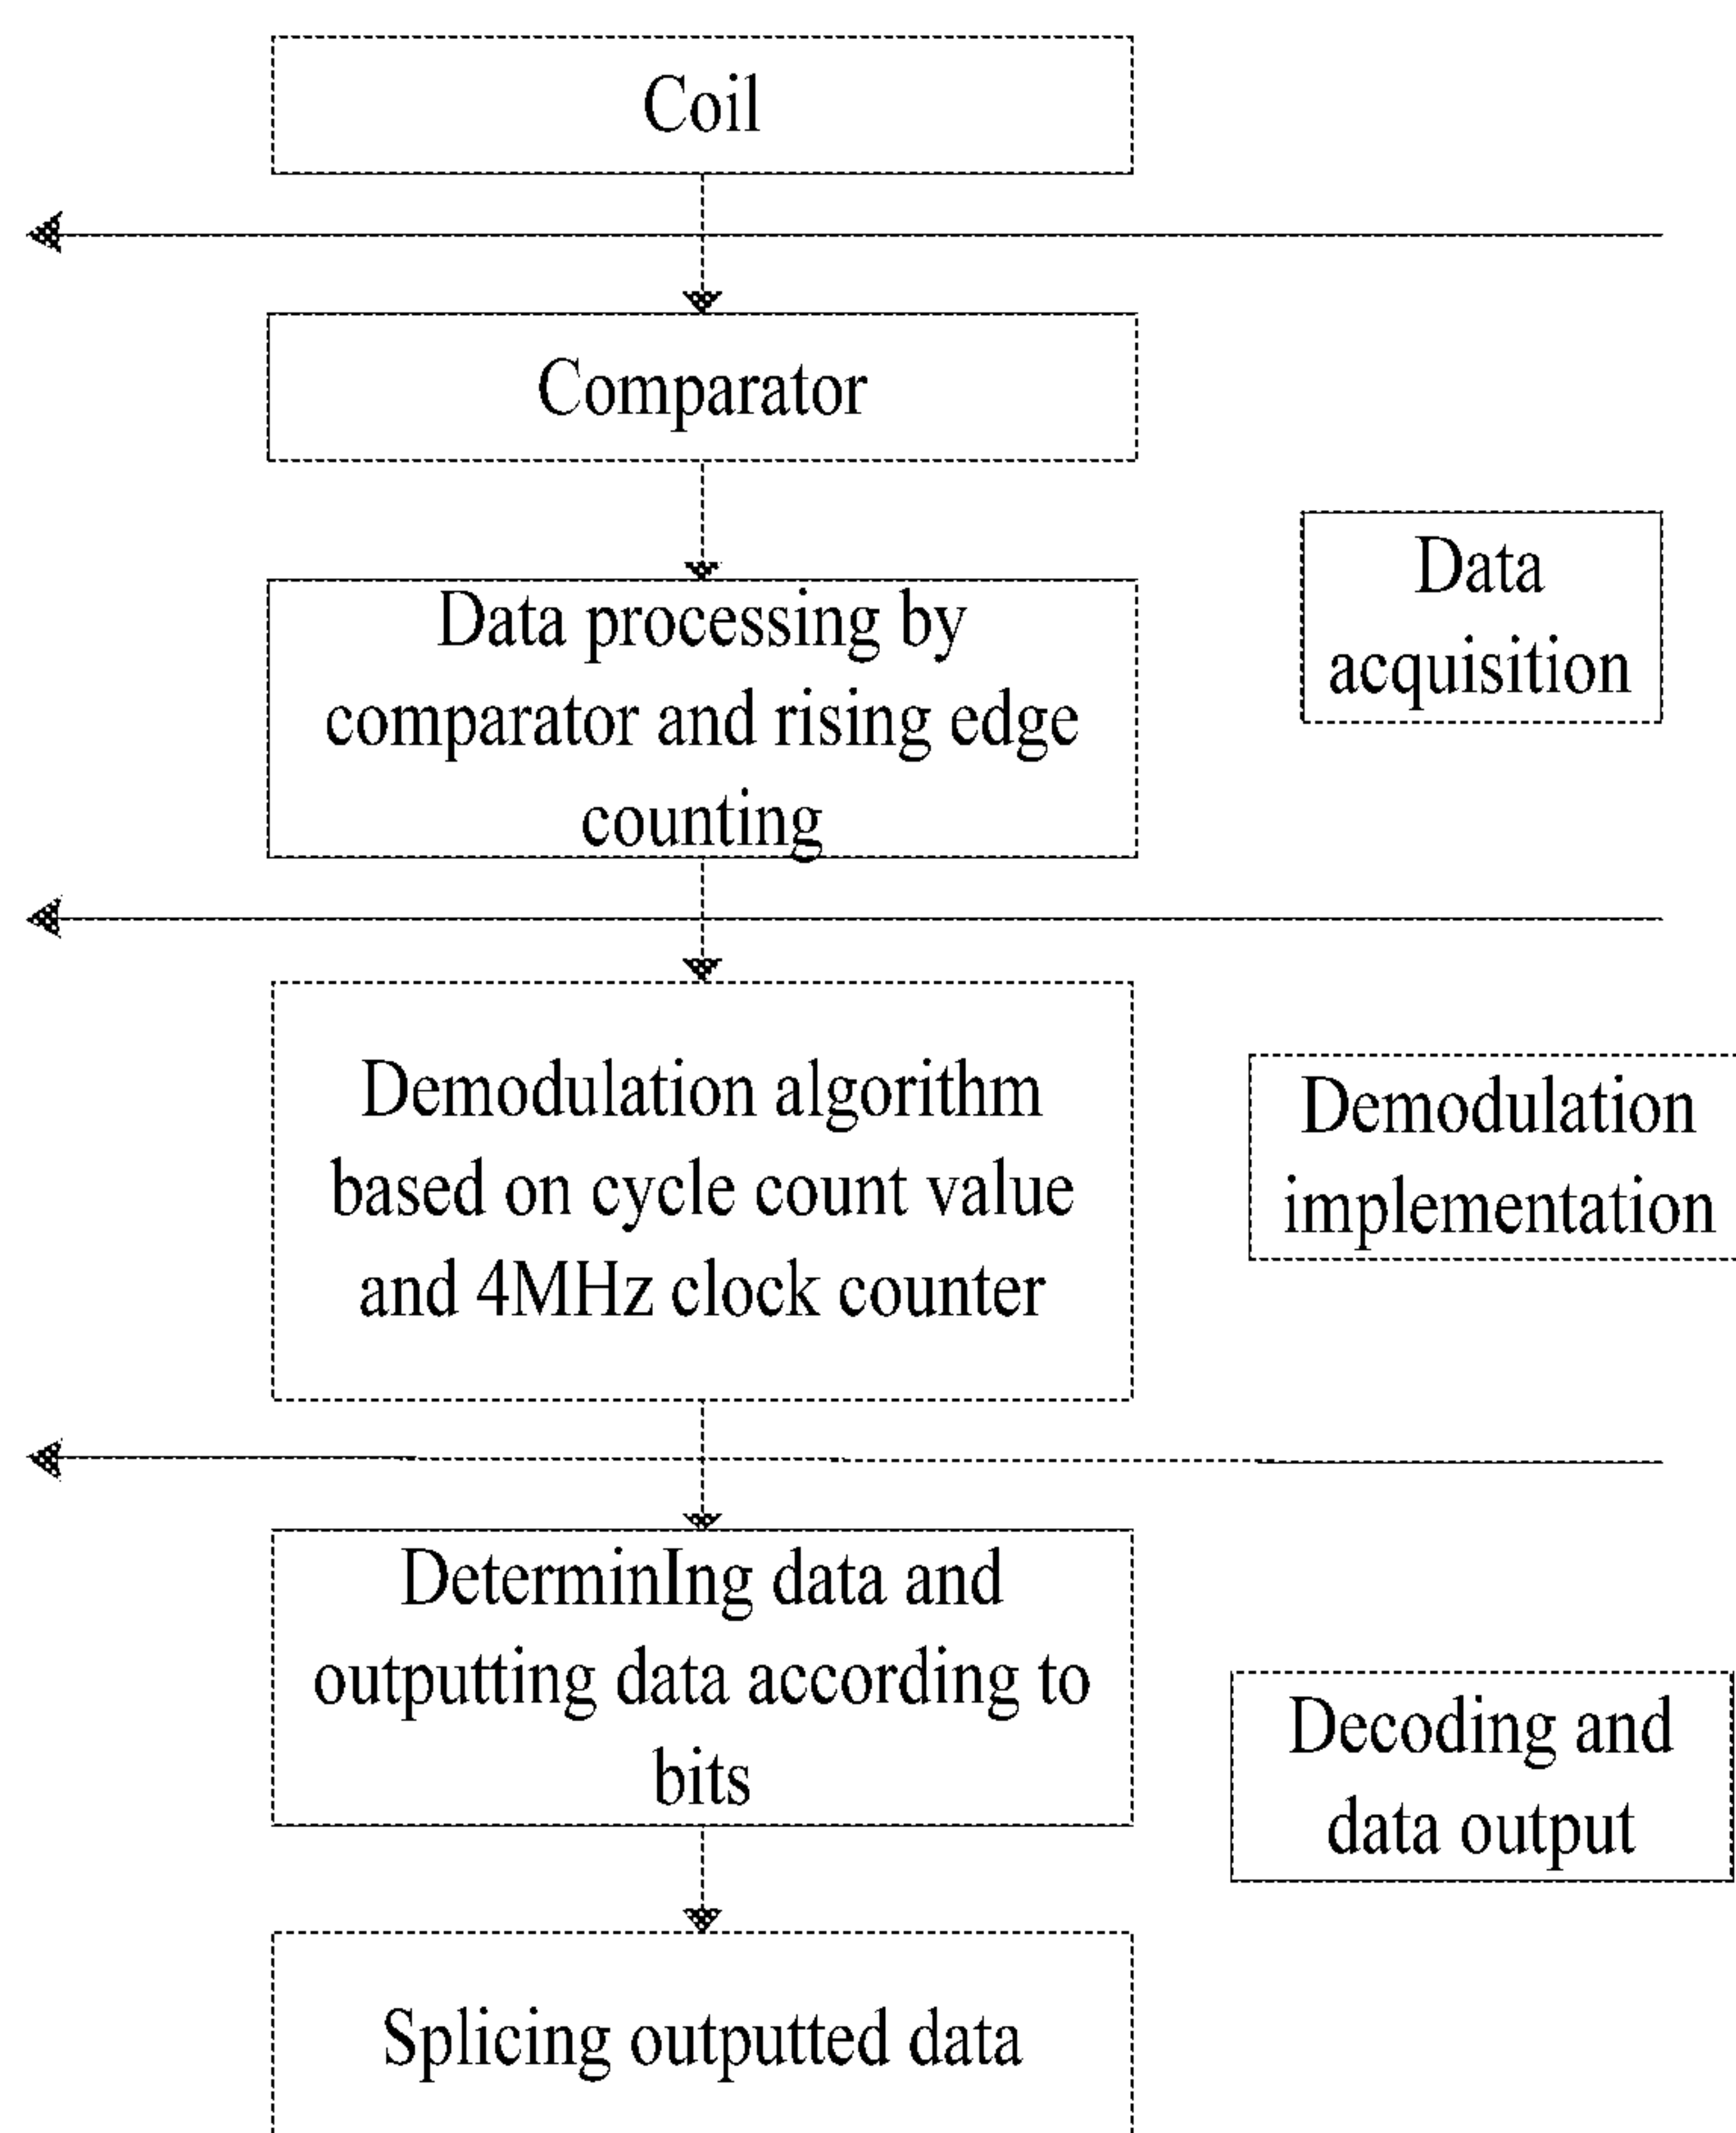 Coil
Comparator
Data processing by
comparator and rising edge
counting
Data
acquisition
Demodulation algorithm
based on cycle count value
and 4MHz clock counter
Demodulation
implementation
DeterminIng data and
outputting data according to
bits
Decoding and
data output
Splicing outputted data